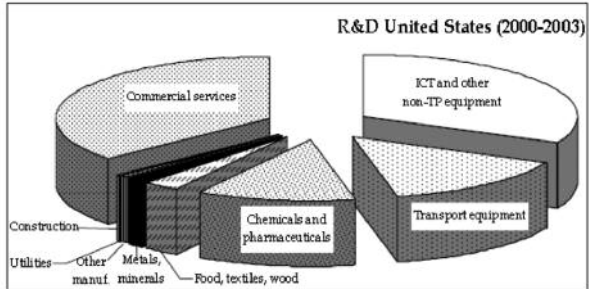 R&D United States (2000-2003)
Commercial services
ICT and other
non-TP equipment
Construction
Utilities
Other
manuf.
Metals,
minerals
Food, textiles, wood
Chemicals and
pharmaceuticals
Transport equipment